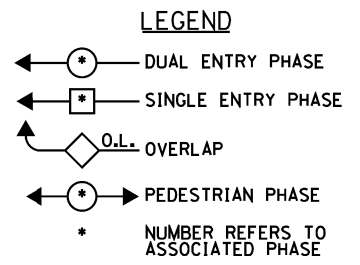 LEGEND
* DUAL ENTRY PHASE
* SINGLE ENTRY PHASE
O.L. OVERLAP
* PEDESTRIAN PHASE
* NUMBER REFERS TO
ASSOCIATED PHASE